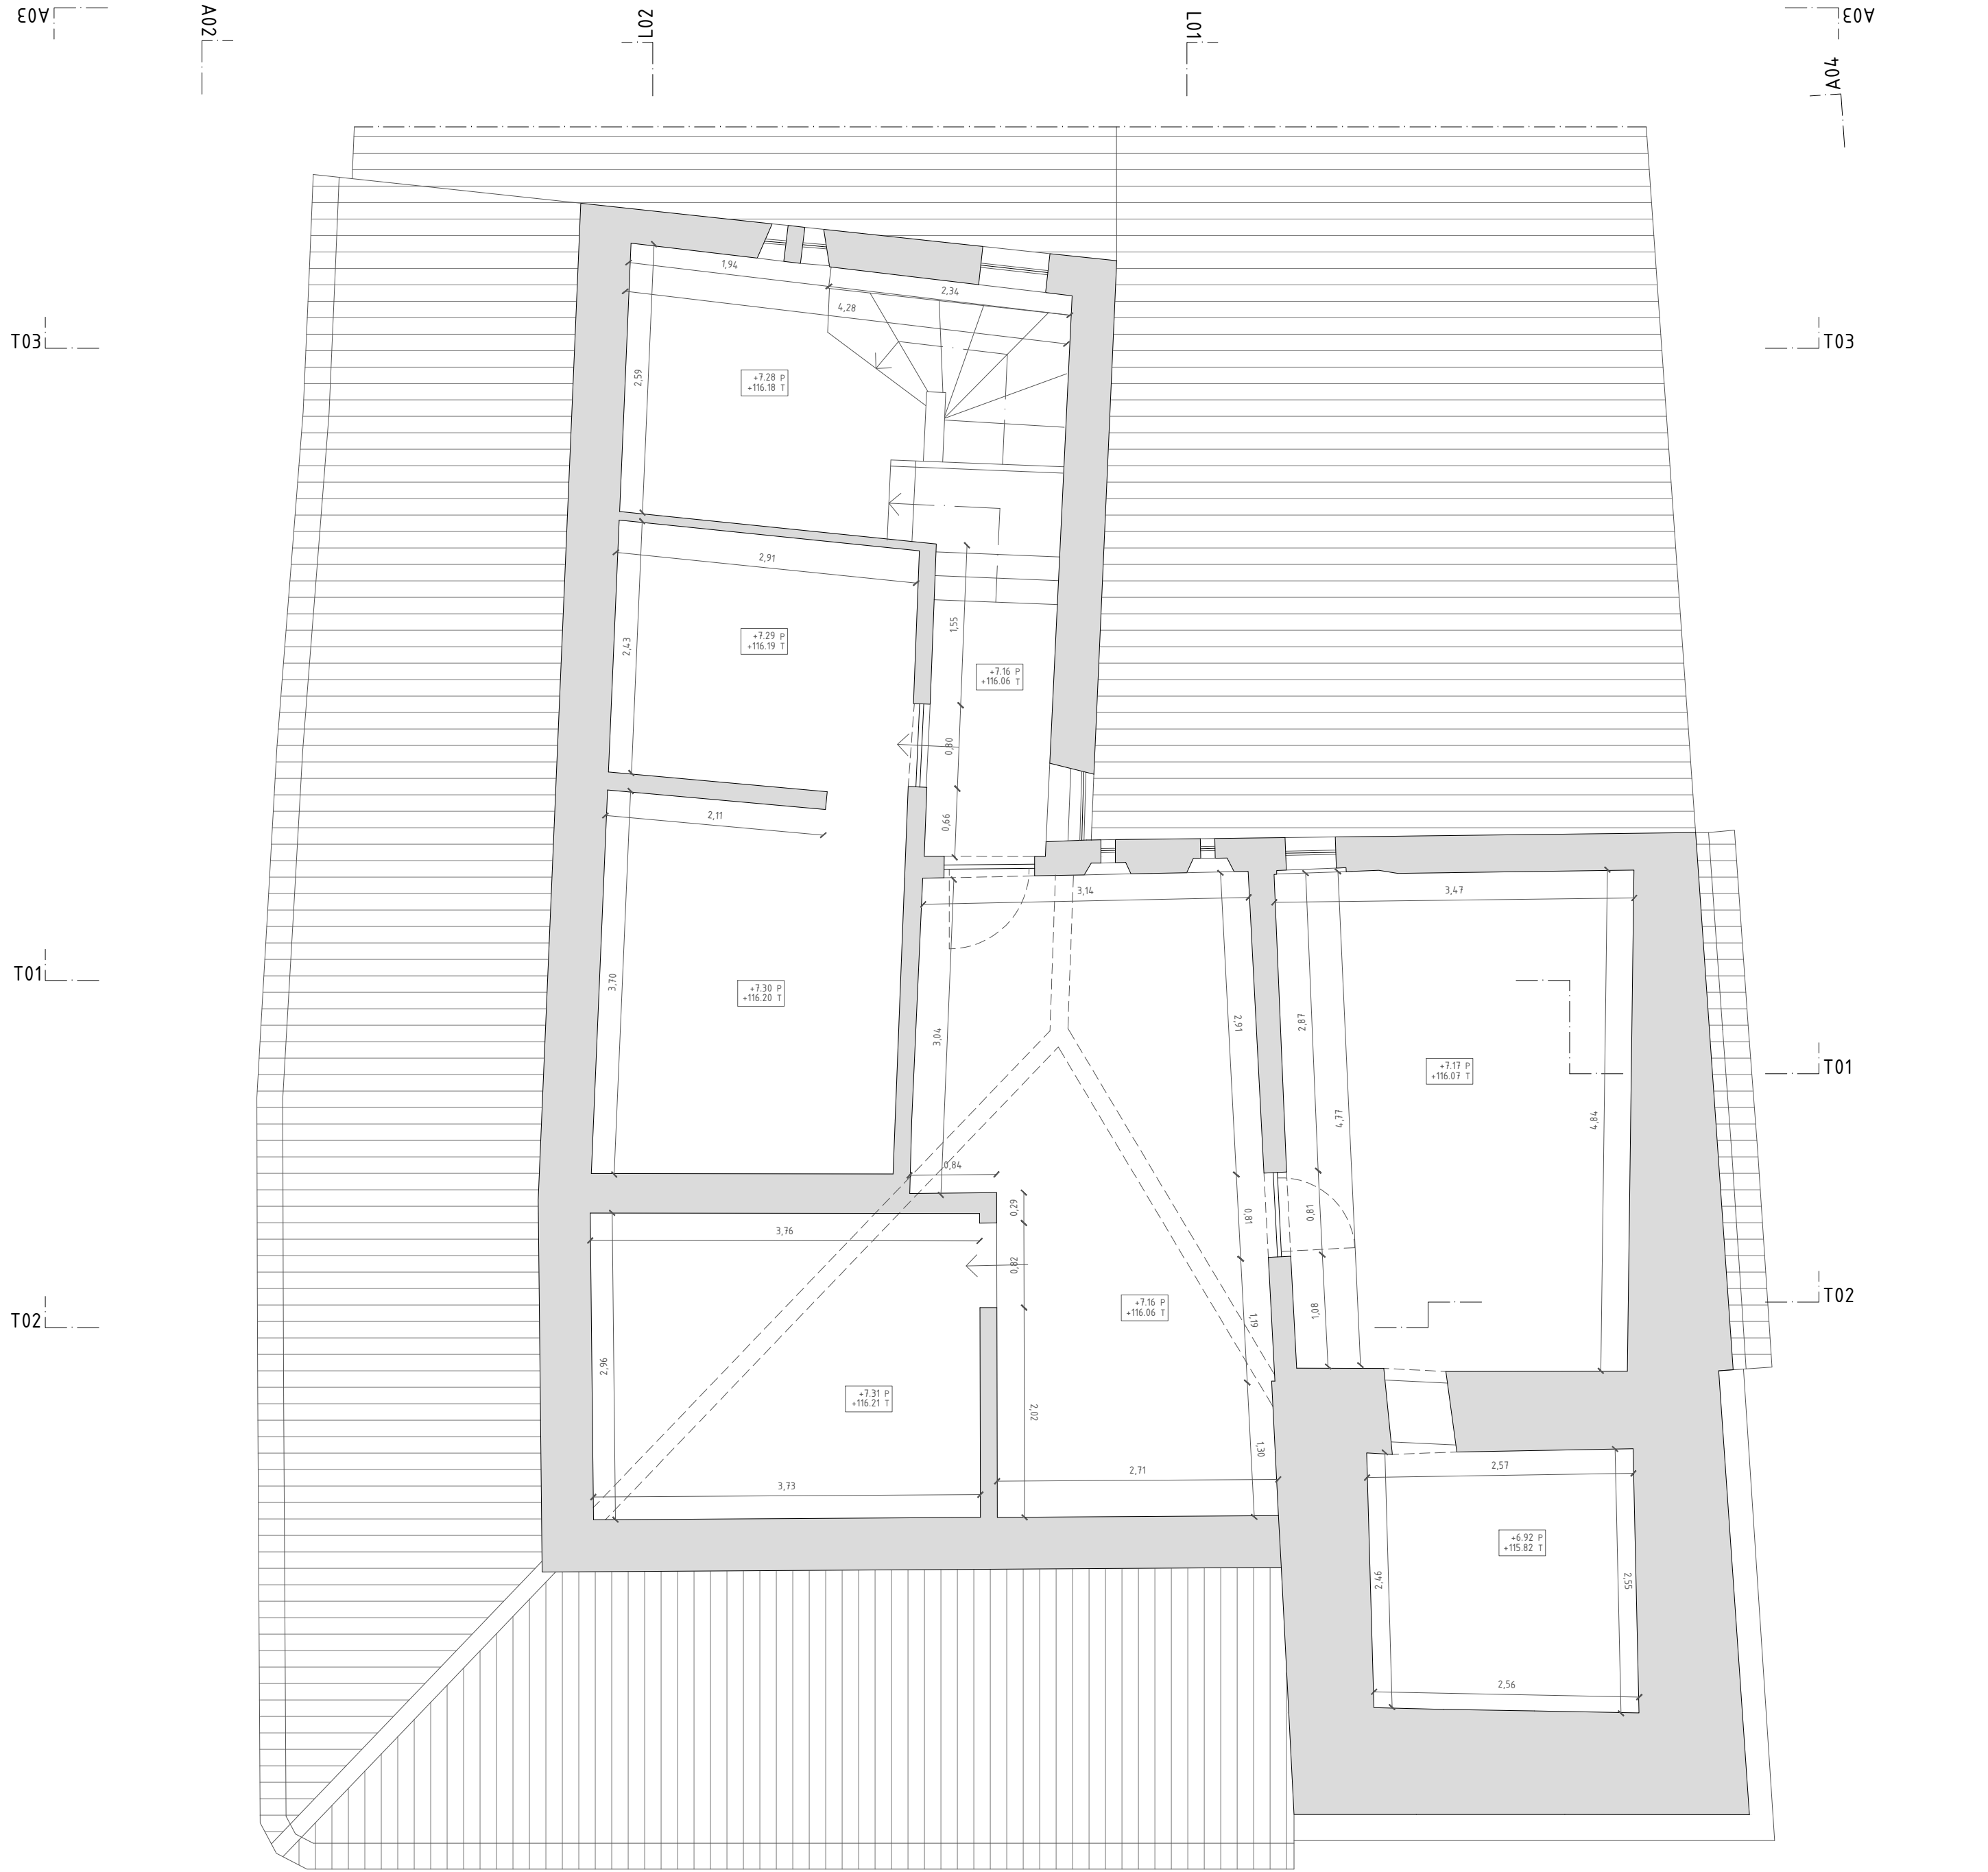 A03
A02
L02
L01
A03
A04
1,94
2,34
4,28
T03
T03
2,59
+7.28 P
+116.18 T
2,91
1,55
2,43
+7.29 P
+116.19 T
+7.16 P
+116.06 T
0,80
0,66
2,11
3,14
3,47
T01
3,70
+7.30 P
+116.20 T
3,04
2,91
2,87
+7.17 P
+116.07 T
T01
4,77
4,84
0,84
0,29
0,81
0,81
3,76
0,82
+7.16 P
+116.06 T
1,19
1,08
T02
T02
2,96
+7.31 P
+116.21 T
2,02
1,30
2,71
3,73
2,57
+6.92 P
+115.82 T
2,46
2,55
2,56